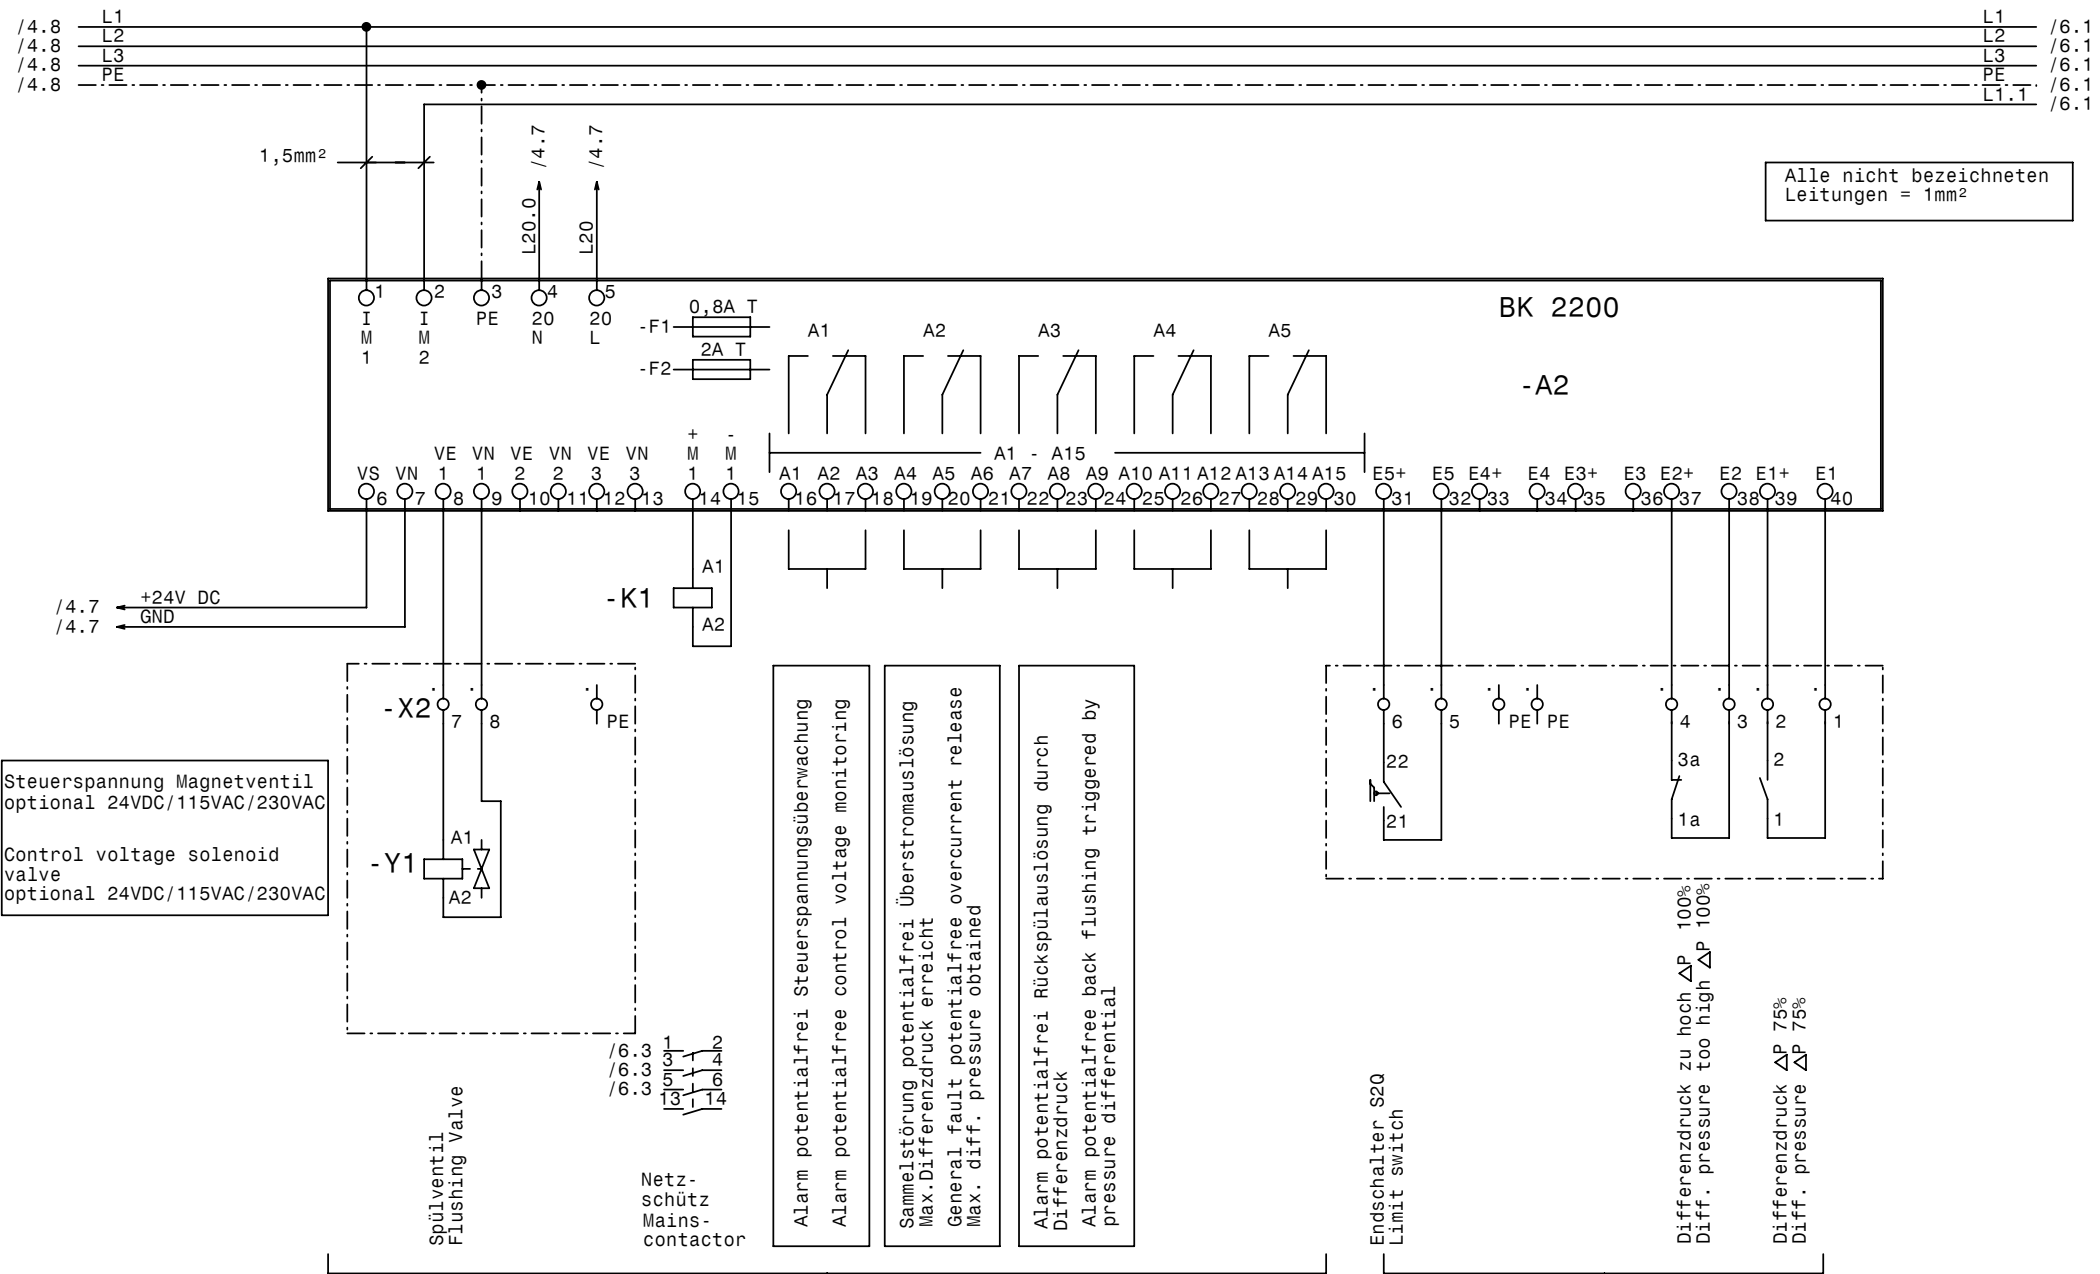 /4.8 L1 L1 /6.1
/4.8 L2 L2 /6.1
/4.8 L3 L3 /6.1
/4.8 PE PE /6.1
L1.1 /6.1
1,5mm²
L20.0 /4.7
L20 /4.7
Alle nicht bezeichneten
Leitungen = 1mm²
1 2 3 4 5
I I PE 20 20
M M N L
1 2
-F1 0,8A T
-F2 2A T
A1 A2 A3 A4 A5
BK 2200
-A2
A1 - A15
+ -
M M
VE VN VE VN VE VN
VS VN 1 1 2 2 3 3 1 1 A1 A2 A3 A4 A5 A6 A7 A8 A9 A10 A11 A12 A13 A14 A15 E5+ E5 E4+ E4 E3+ E3 E2+ E2 E1+ E1
6 7 8 9 10 11 12 13 14 15 16 17 18 19 20 21 22 23 24 25 26 27 28 29 30 31 32 33 34 35 36 37 38 39 40
-K1
A1
A2
/4.7 +24V DC
/4.7 GND
-X2 7 8 PE
6 5 PE PE 4 3 2 1
22 3a 2
21 1a 1
Steuerspannung Magnetventil
optional 24VDC/115VAC/230VAC
Control voltage solenoid
valve
optional 24VDC/115VAC/230VAC
-Y1
A1
A2
Alarm potentialfrei Steuerspannungsüberwachung
Alarm potentialfree control voltage monitoring
Sammelstörung potentialfrei Überstromauslösung
Max.Differenzdruck erreicht
General fault potentialfree overcurrent release
Max. diff. pressure obtained
Alarm potentialfrei Rückspülauslösung durch
Differenzdruck
Alarm potentialfree back flushing triggered by
pressure differential
/6.3 1 2
/6.3 3 4
/6.3 5 6
13 14
Spülventil
Flushing Valve
Netz-
schütz
Mains-
contactor
Endschalter S2Q
Limit switch
Differenzdruck zu hoch △P 100%
Diff. pressure too high △P 100%
Differenzdruck △P 75%
Diff. pressure △P 75%